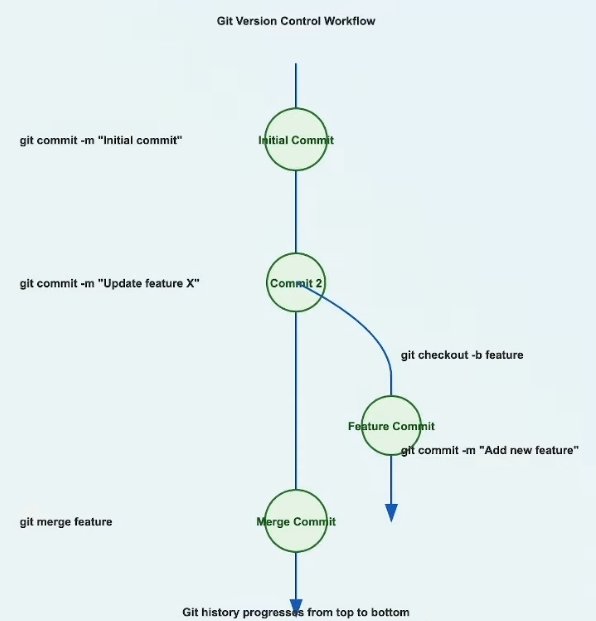 Git Version Control Workflow
git commit -m "Initial commit"
Initial Commit
git commit -m "Update feature X"
Commit 2
git checkout -b feature
Feature Commit
git commit -m "Add new feature"
git merge feature
Merge Commit
Git history progresses from top to bottom